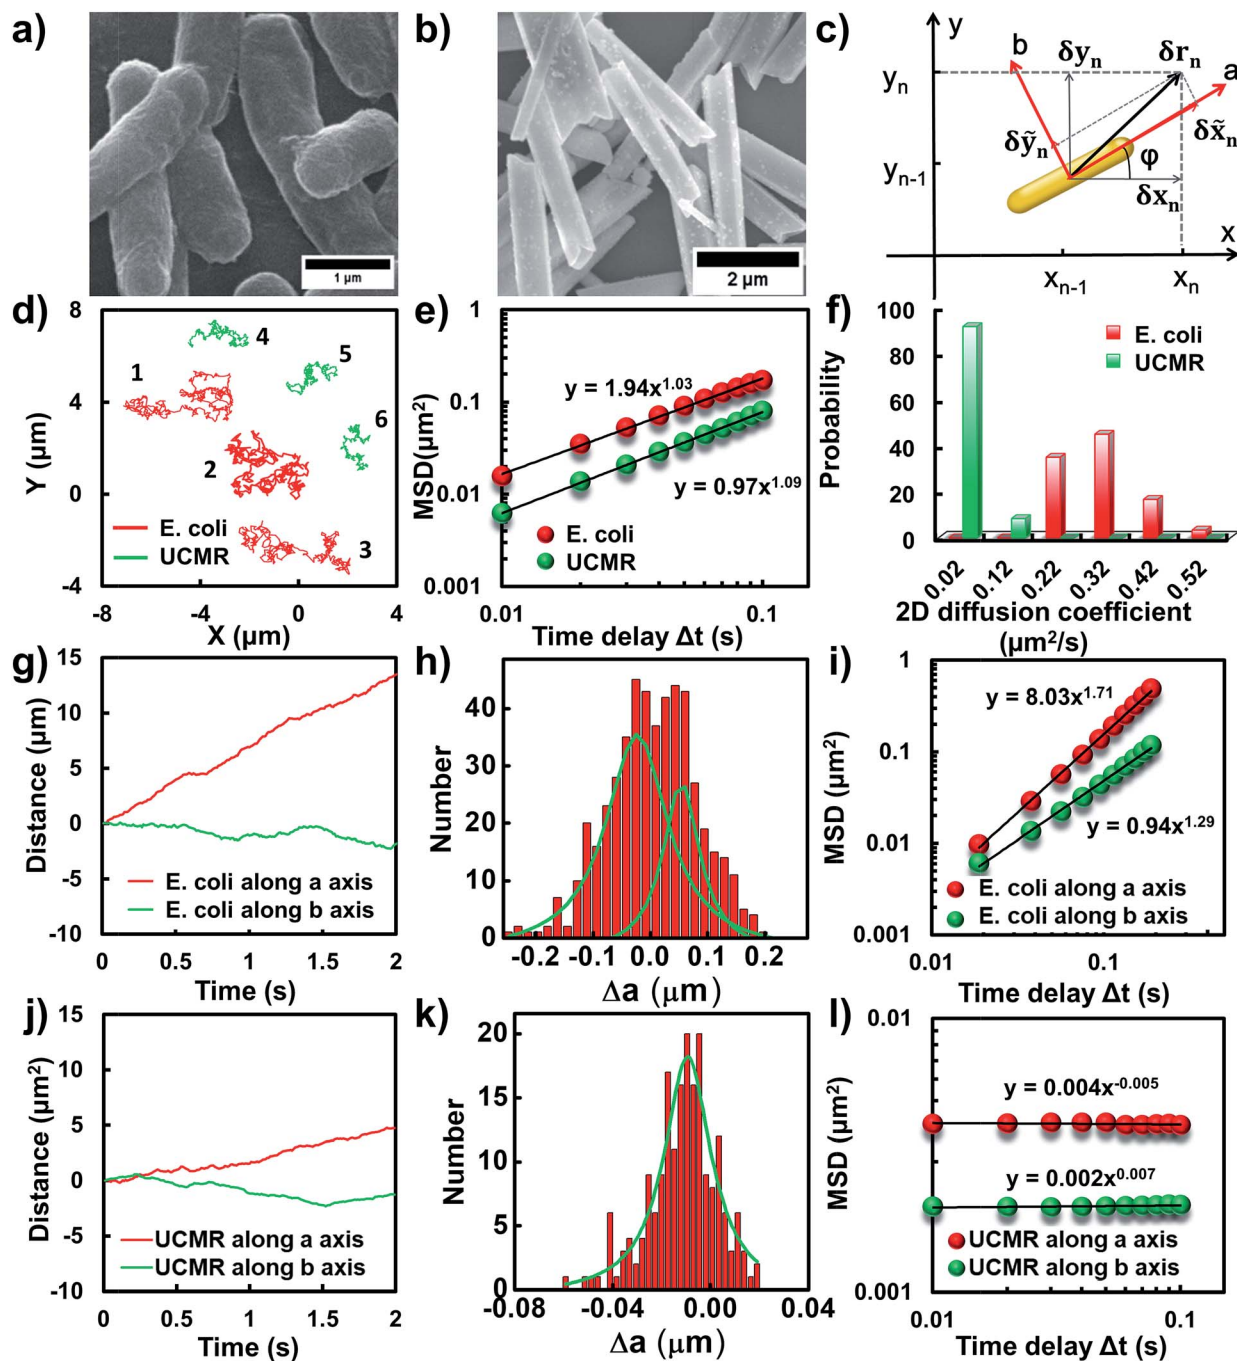 a)
1 μm
b)
2 μm
c)
y
b
δyₙ
δrₙ
a
yₙ
δỹₙ
δx̃ₙ
φ
yₙ₋₁
δxₙ
x
xₙ₋₁
xₙ
d)
8
4
0
-4
Y (μm)
1
2
3
4
5
6
E. coli
UCMR
-8
-4
0
4
X (μm)
e)
1
0.1
0.01
0.001
MSD(μm²)
y = 1.94x^1.03
y = 0.97x^1.09
E. coli
UCMR
0.01
0.1
Time delay Δt (s)
f)
100
80
60
40
20
0
Probability
E. coli
UCMR
0.02
0.12
0.22
0.32
0.42
0.52
2D diffusion coefficient
(μm²/s)
g)
15
10
5
0
-5
-10
Distance (μm)
E. coli along a axis
E. coli along b axis
0
0.5
1
1.5
2
Time (s)
h)
40
30
20
10
0
Number
-0.2
-0.1
0.0
0.1
0.2
Δa (μm)
i)
1
0.1
0.01
0.001
MSD (μm²)
y = 8.03x^1.71
y = 0.94x^1.29
E. coli along a axis
E. coli along b axis
0.01
0.1
Time delay Δt (s)
j)
15
10
5
0
-5
-10
Distance (μm²)
UCMR along a axis
UCMR along b axis
0
0.5
1
1.5
2
Time (s)
k)
20
15
10
5
0
Number
-0.08
-0.04
0.00
0.04
Δa (μm)
l)
0.01
0.001
MSD (μm²)
y = 0.004x^-0.005
y = 0.002x^0.007
UCMR along a axis
UCMR along b axis
0.01
0.1
Time delay Δt (s)